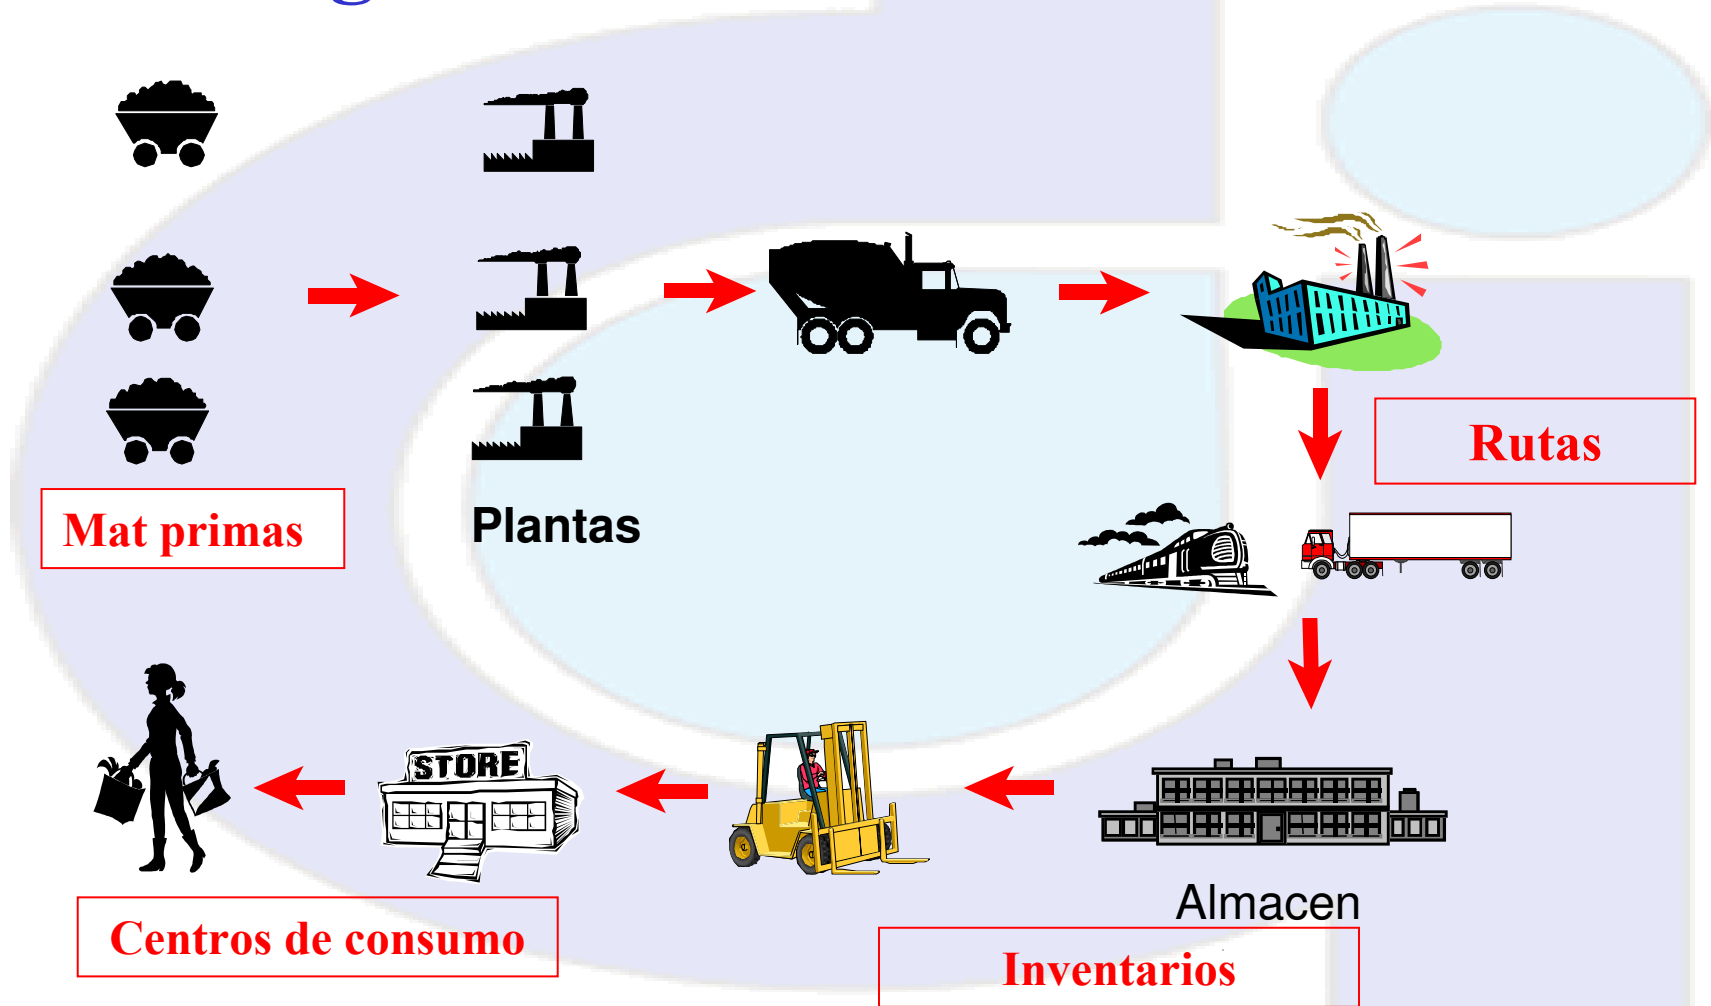 Rutas
Mat primas
Plantas
STORE
Almacen
Centros de consumo
Inventarios